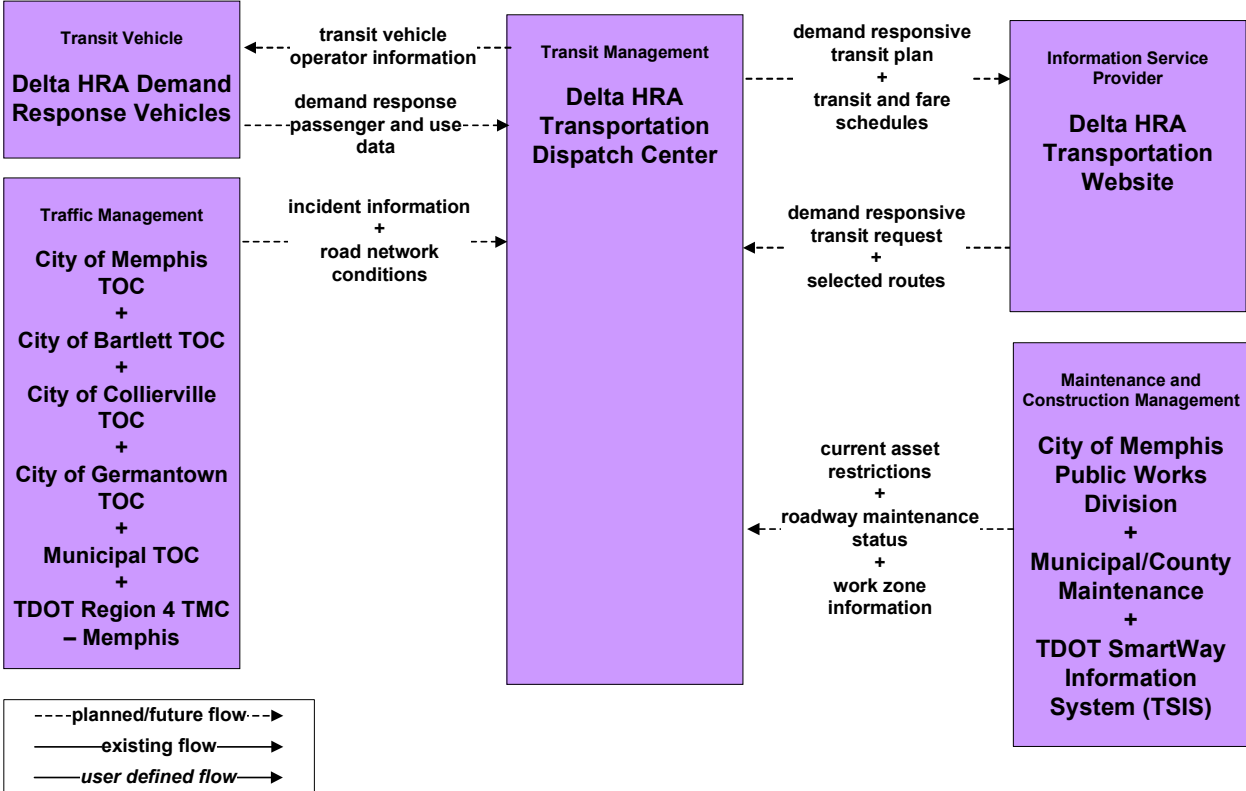 Transit Vehicle
Delta HRA Demand
Response Vehicles
transit vehicle
operator information
demand response
passenger and use
data
Transit Management
Delta HRA
Transportation
Dispatch Center
demand responsive
transit plan
+
transit and fare
schedules
Information Service
Provider
Delta HRA
Transportation
Website
demand responsive
transit request
+
selected routes
Traffic Management
City of Memphis
TOC
+
City of Bartlett TOC
+
City of Collierville
TOC
+
City of Germantown
TOC
+
Municipal TOC
+
TDOT Region 4 TMC
– Memphis
incident information
+
road network
conditions
current asset
restrictions
+
roadway maintenance
status
+
work zone
information
Maintenance and
Construction Management
City of Memphis
Public Works
Division
+
Municipal/County
Maintenance
+
TDOT SmartWay
Information
System (TSIS)
planned/future flow
existing flow
user defined flow